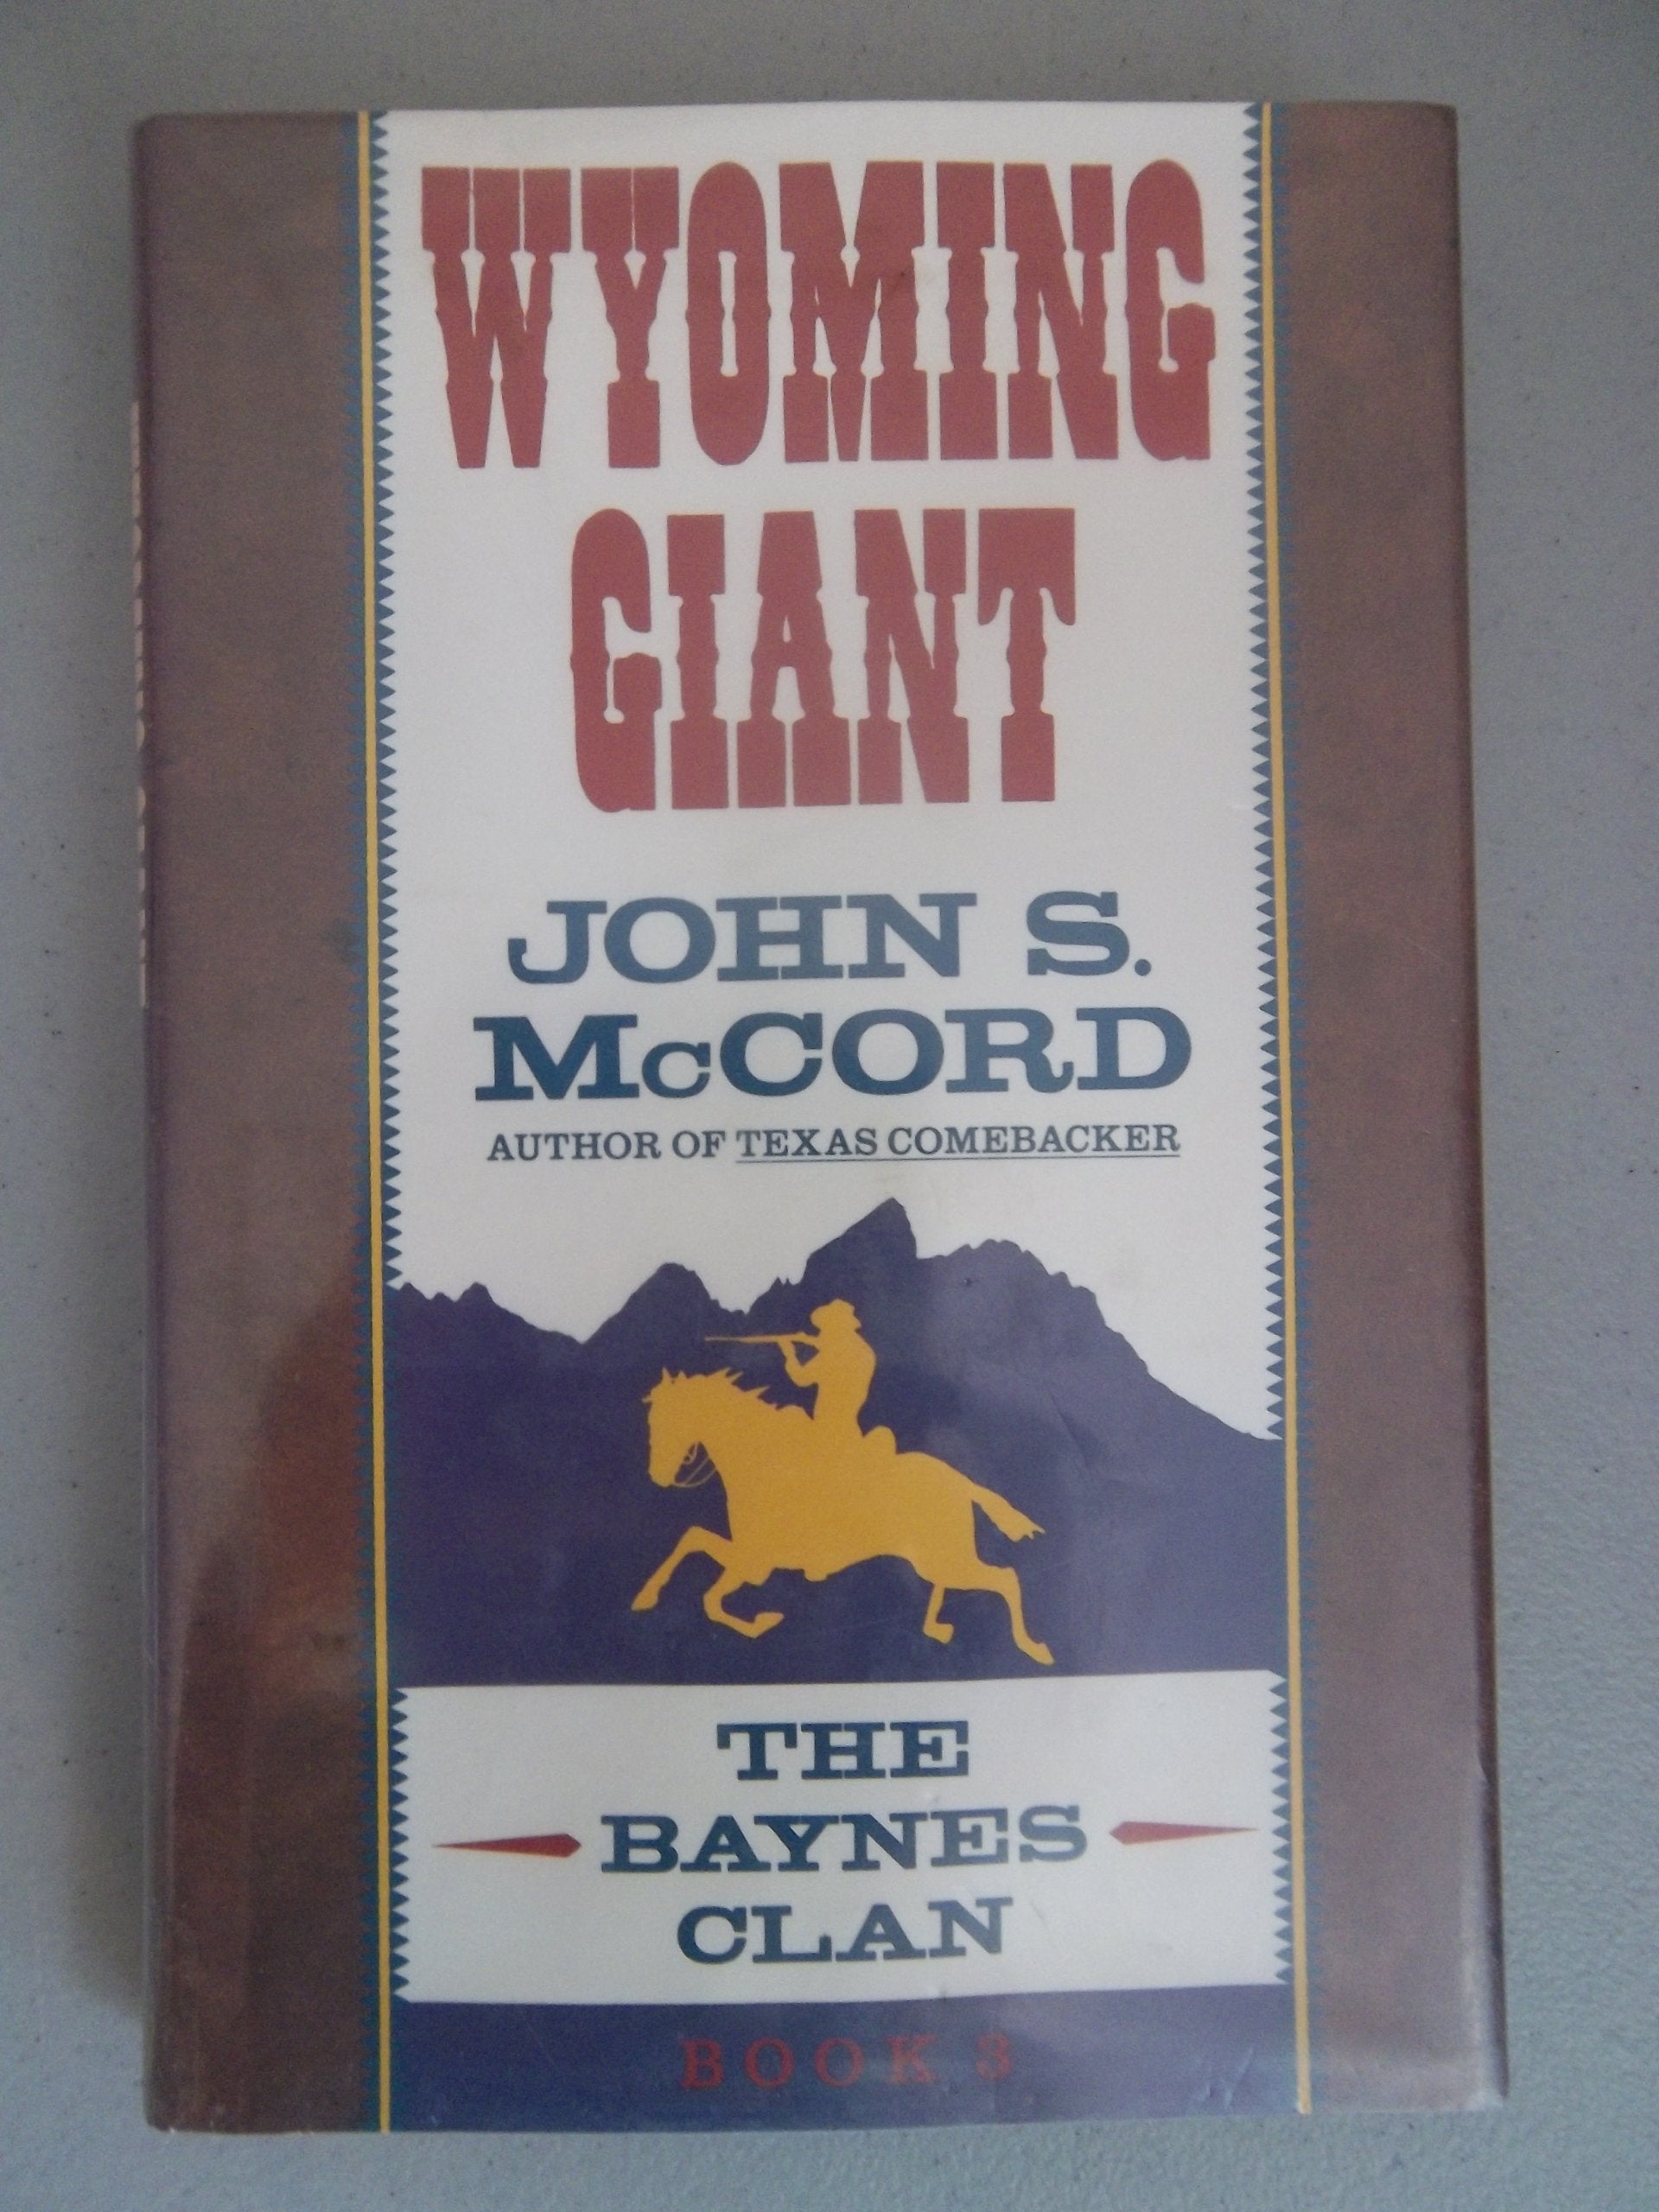 WYOMING
GIANT
JOHN S.
McCORD
AUTHOR OF TEXAS COMEBACKER
THE
BAYNES
CLAN
BOOK 3